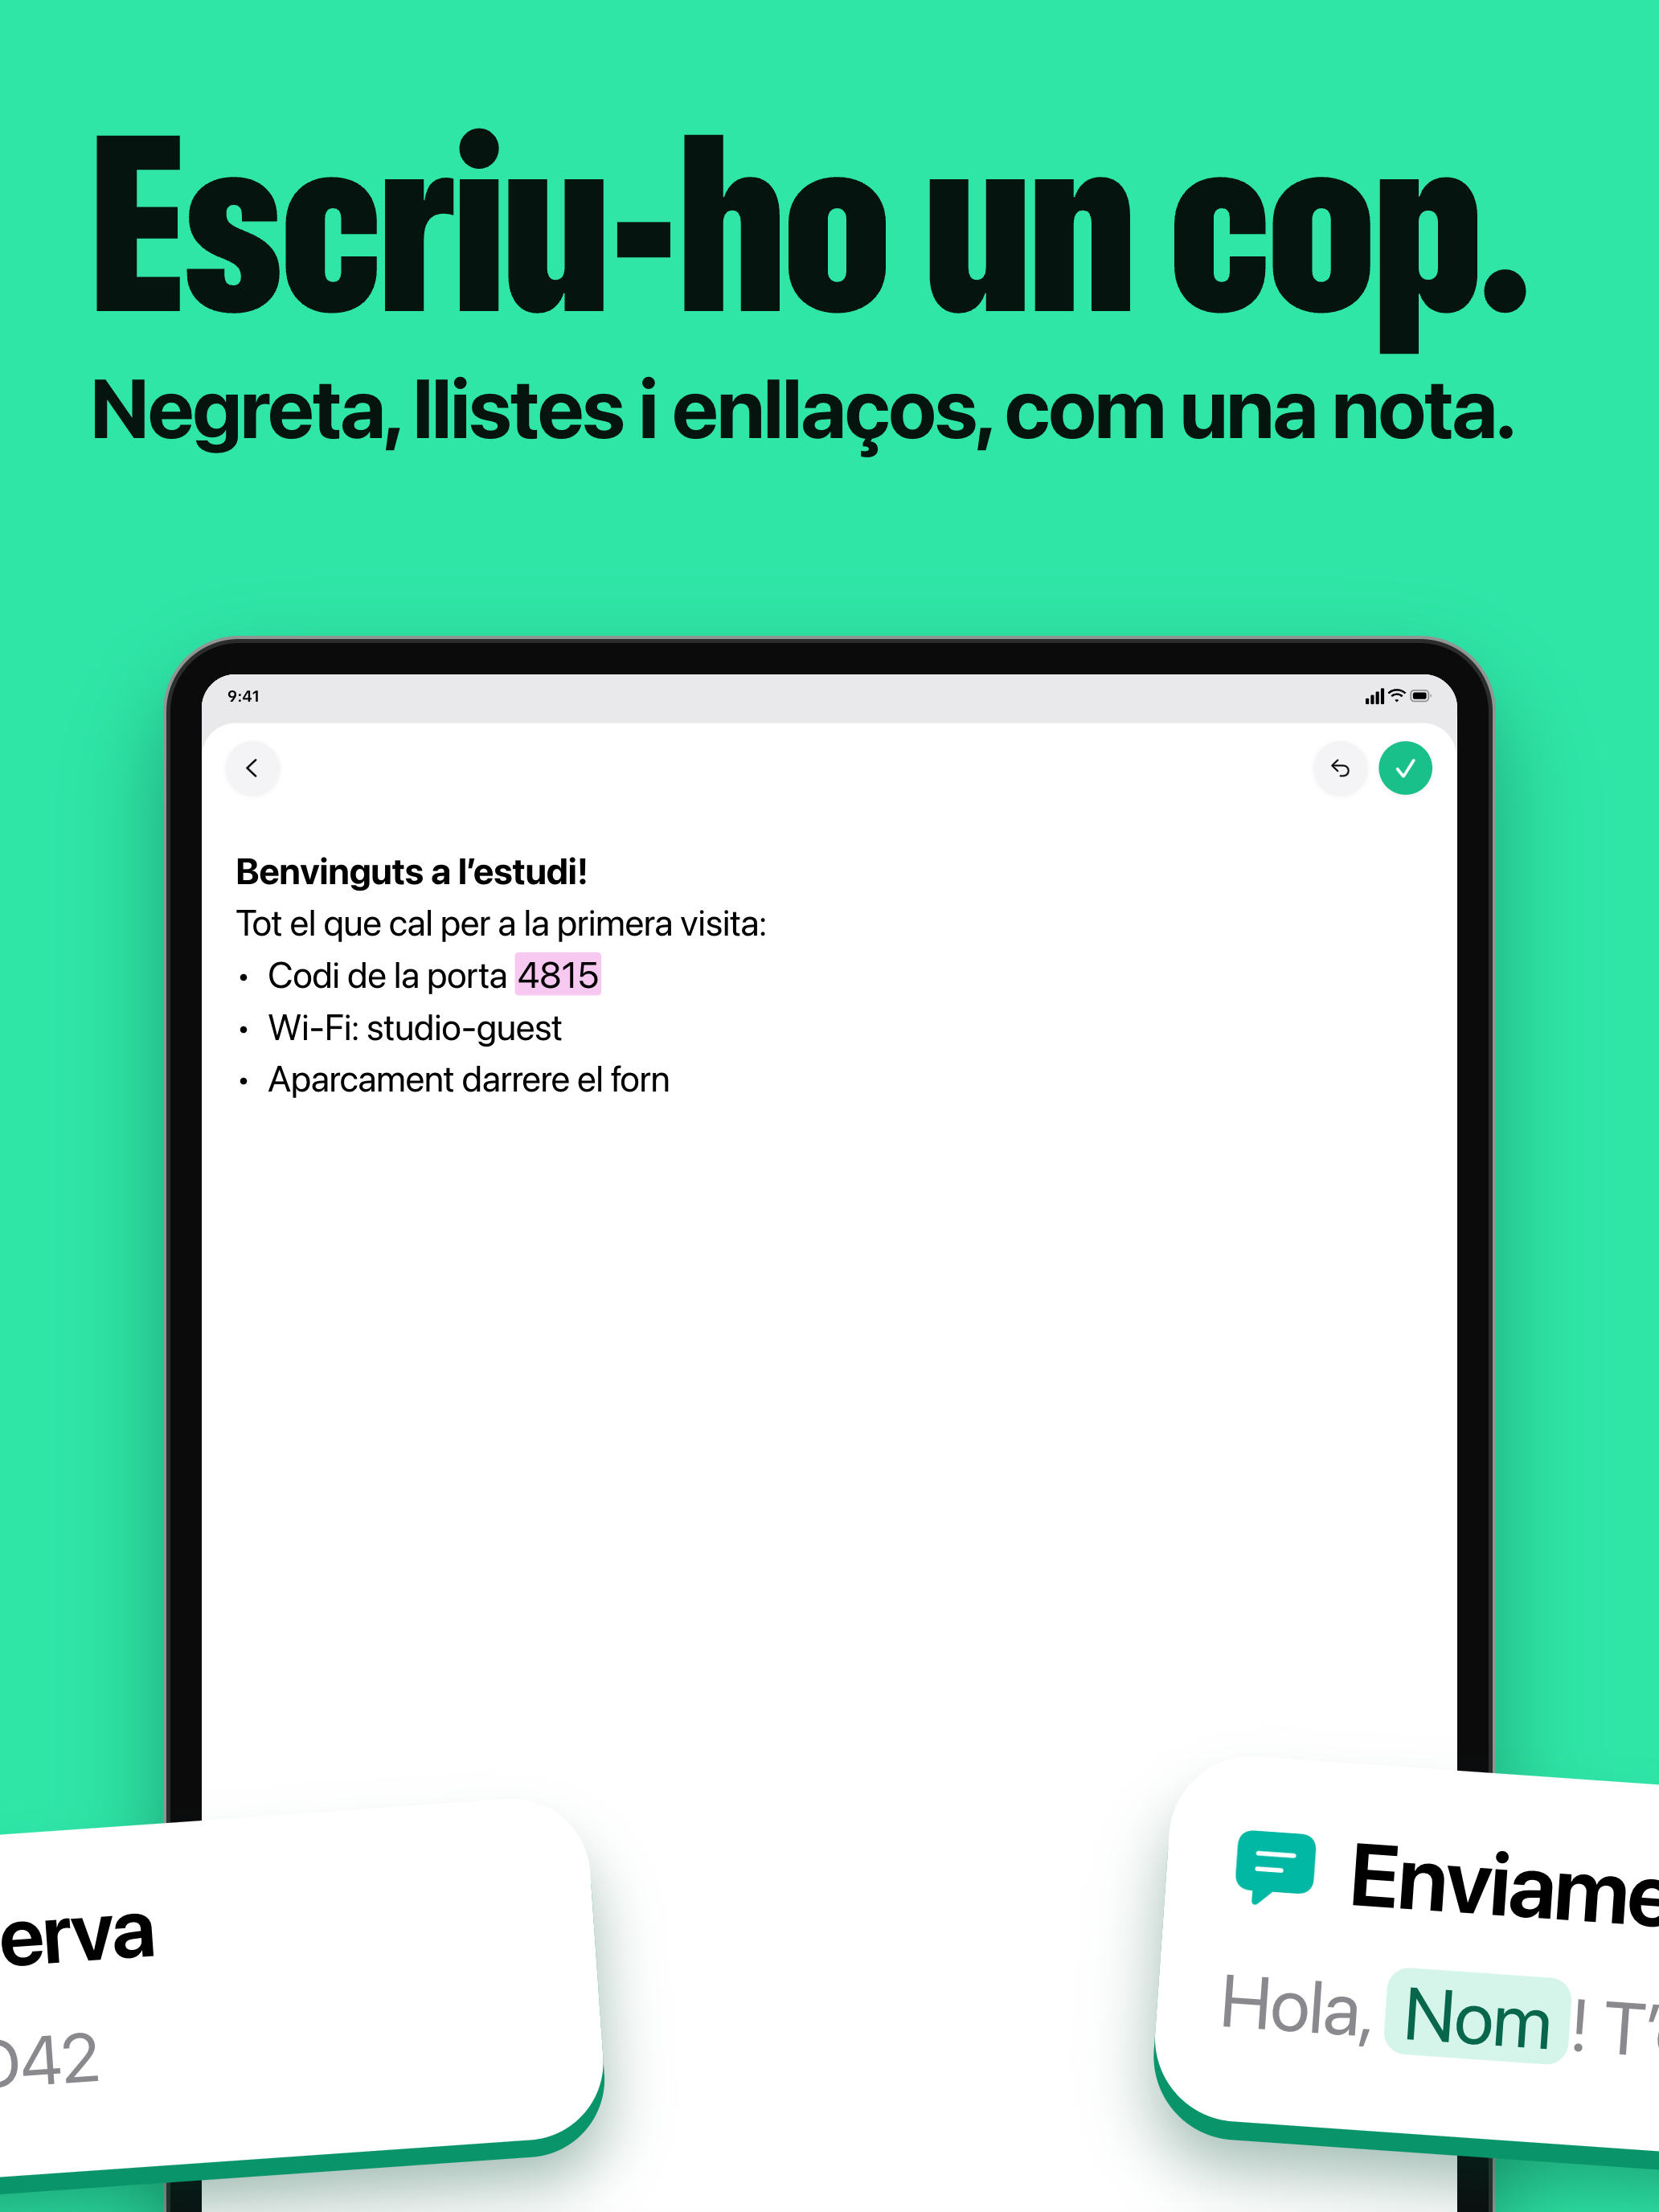 Escriu-ho un cop.
Negreta, llistes i enllaços, com una nota.
9:41
Benvinguts a l’estudi!
Tot el que cal per a la primera visita:
• Codi de la porta 4815
• Wi-Fi: studio-guest
• Aparcament darrere el forn
erva
042
Enviame
Hola, Nom! T’